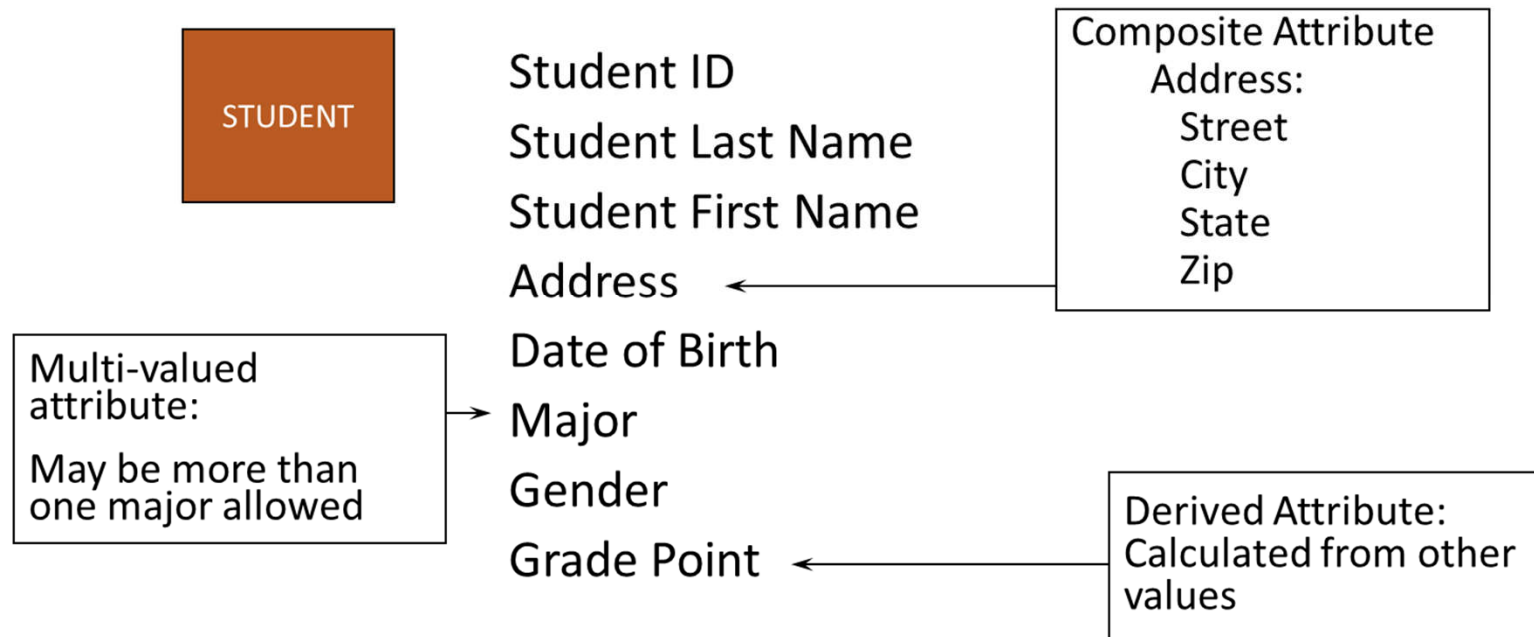 STUDENT
Student ID
Student Last Name
Student First Name
Address
Date of Birth
Major
Gender
Grade Point
Composite Attribute
Address:
Street
City
State
Zip
Multi-valued
attribute:
May be more than
one major allowed
Derived Attribute:
Calculated from other
values